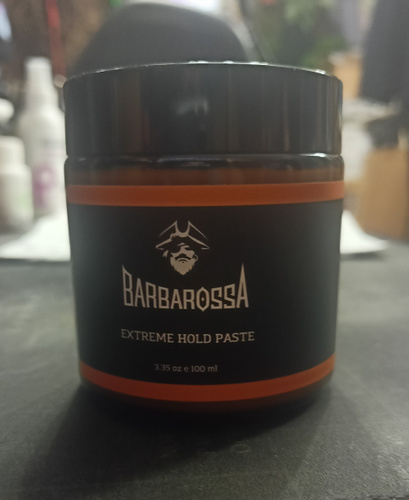 BARBAROSSA
EXTREME HOLD PASTE
3.35 oz e 100 ml